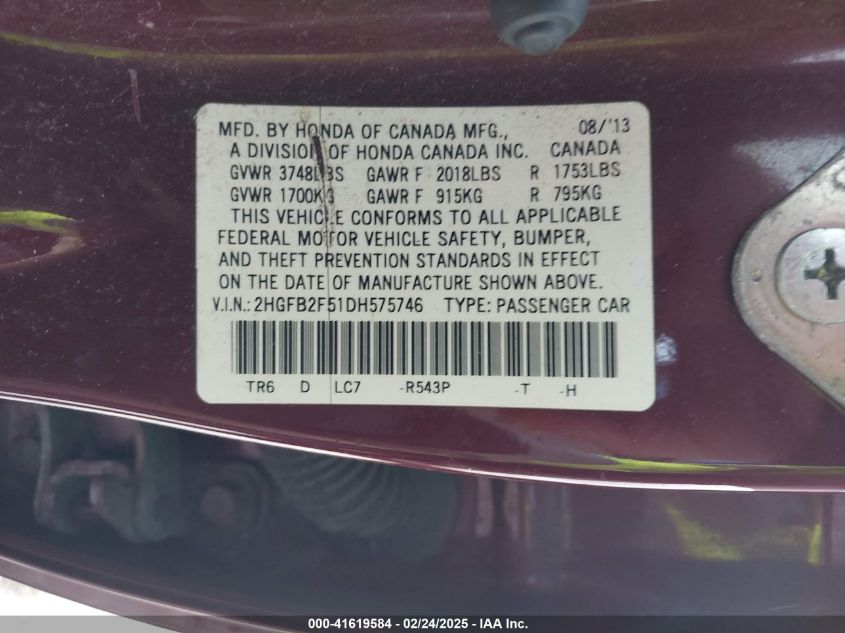 MFD. BY HONDA OF CANADA MFG., 08/'13
A DIVISION OF HONDA CANADA INC. CANADA
GVWR 3748LBS GAWR F 2018LBS R 1753LBS
GVWR 1700KG GAWR F 915KG R 795KG
THIS VEHICLE CONFORMS TO ALL APPLICABLE
FEDERAL MOTOR VEHICLE SAFETY, BUMPER,
AND THEFT PREVENTION STANDARDS IN EFFECT
ON THE DATE OF MANUFACTURE SHOWN ABOVE.
V.I.N.: 2HGFB2F51DH575746 TYPE: PASSENGER CAR
TR6 D LC7 -R543P -T -H
000-41619584 - 02/24/2025 - IAA Inc.